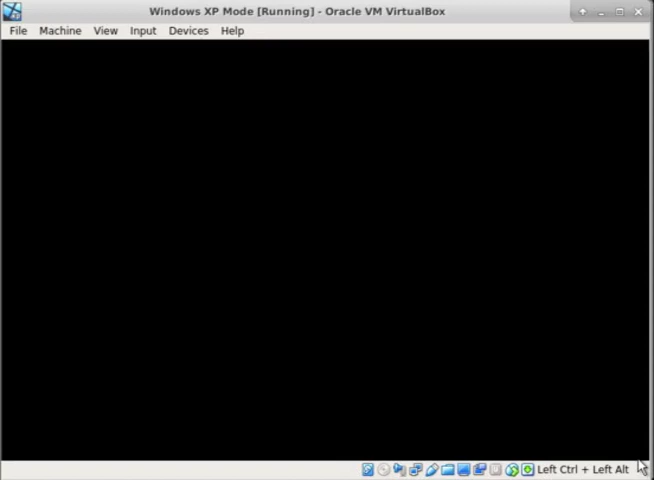 Windows XP Mode [Running] - Oracle VM VirtualBox
File Machine View Input Devices Help
Left Ctrl + Left Alt